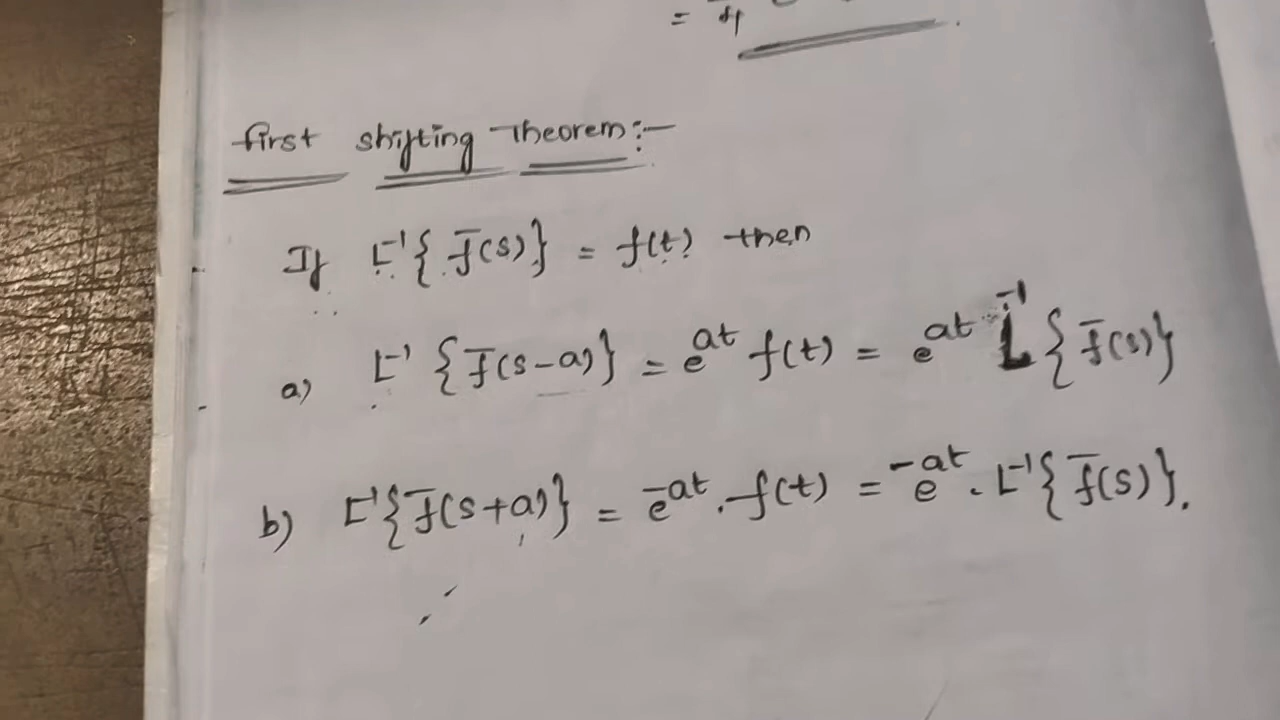 first shifting Theorem:-
If L⁻¹{f̄(s)} = f(t) then
a) L⁻¹{f̄(s-a)} = e^{at} f(t) = e^{at} L⁻¹{f̄(s)}
b) L⁻¹{f̄(s+a)} = e^{-at} . f(t) = e^{-at} . L⁻¹{f̄(s)}.